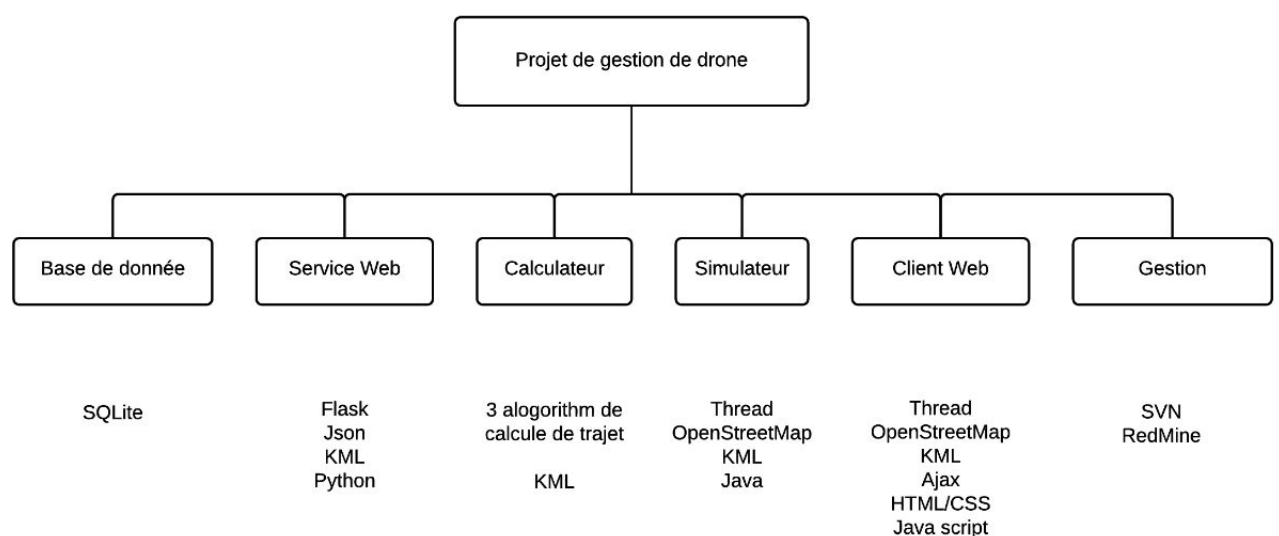 Projet de gestion de drone
Base de donnée
Service Web
Calculateur
Simulateur
Client Web
Gestion
SQLite
Flask
Json
KML
Python
3 alogorithm de
calcule de trajet
KML
Thread
OpenStreetMap
KML
Java
Thread
OpenStreetMap
KML
Ajax
HTML/CSS
Java script
SVN
RedMine